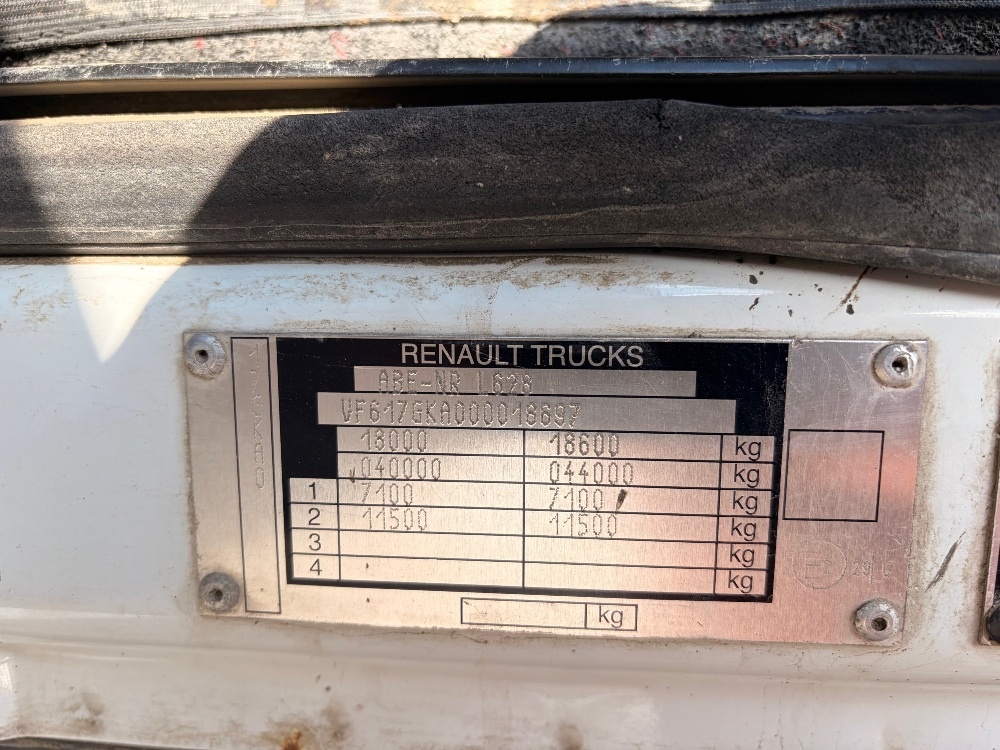 RENAULT TRUCKS
ABE-NR L628
VF617GKA000018697
18000 18600 kg
040000 044000 kg
1 7100 7100 kg
2 11500 11500 kg
3 kg
4 kg
kg